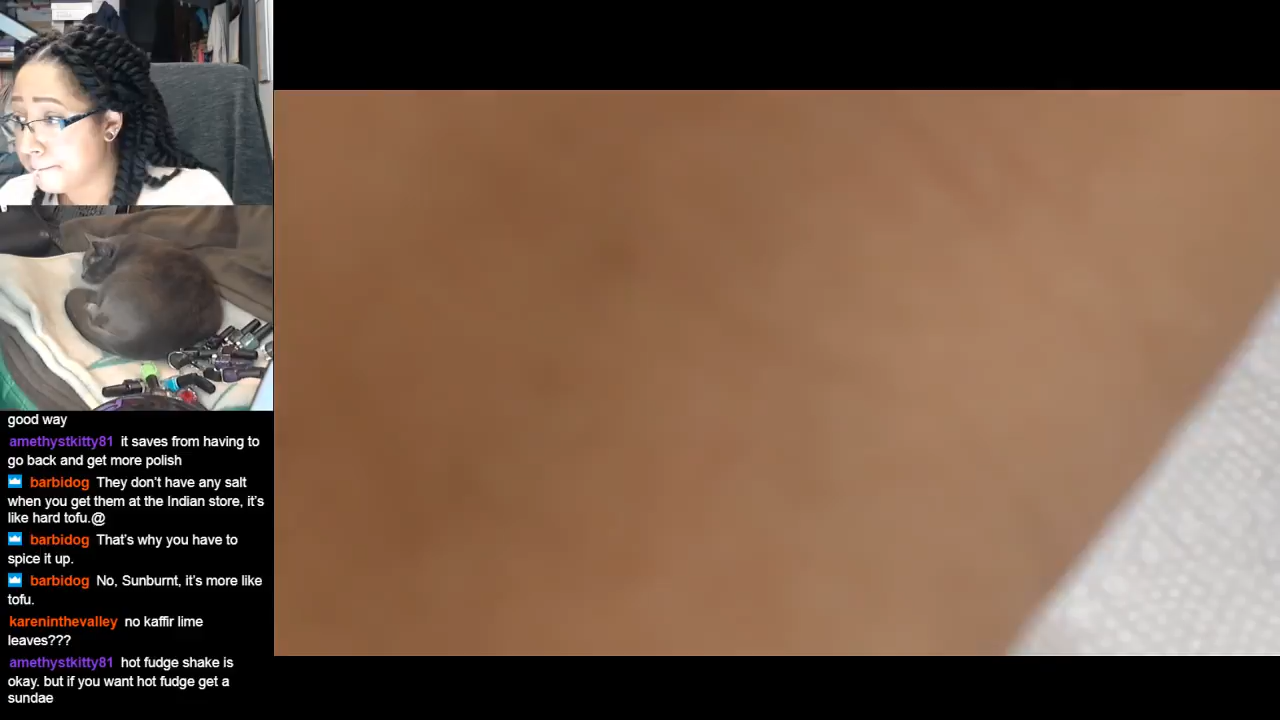 good way
amethystkitty81 it saves from having to
go back and get more polish
barbidog They don't have any salt
when you get them at the Indian store, it's
like hard tofu.@
barbidog That's why you have to
spice it up.
barbidog No, Sunburnt, it's more like
tofu.
kareninthevalley no kaffir lime
leaves???
amethystkitty81 hot fudge shake is
okay. but if you want hot fudge get a
sundae